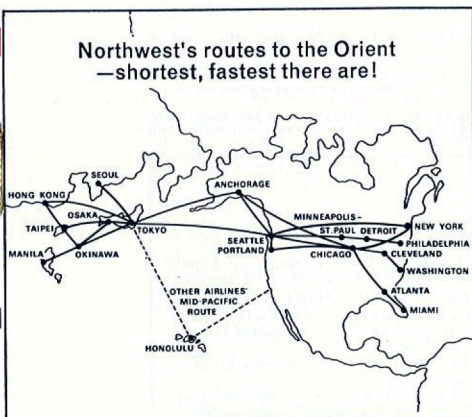 Northwest's routes to the Orient
—shortest, fastest there are!
SEOUL
HONG KONG
ANCHORAGE
OSAKA
MINNEAPOLIS-
TAIPEI
TOKYO
ST. PAUL DETROIT
NEW YORK
SEATTLE
PHILADELPHIA
MANILA
OKINAWA
PORTLAND
CHICAGO
CLEVELAND
WASHINGTON
OTHER AIRLINES'
MID-PACIFIC
ROUTE
ATLANTA
MIAMI
HONOLULU